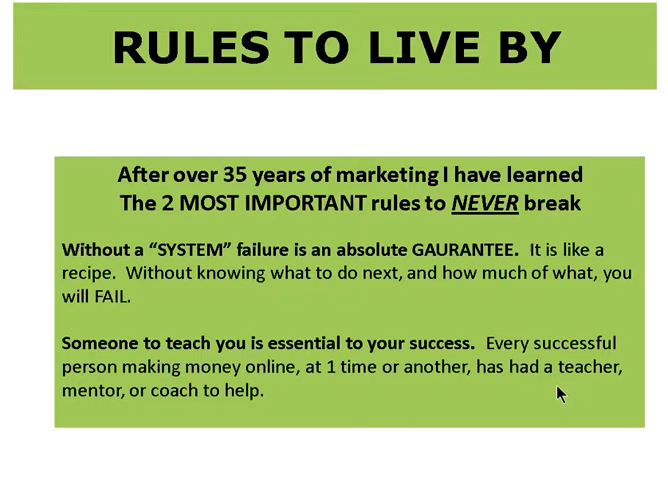 RULES TO LIVE BY
After over 35 years of marketing I have learned
The 2 MOST IMPORTANT rules to NEVER break
Without a “SYSTEM” failure is an absolute GAURANTEE.  It is like a
recipe.  Without knowing what to do next, and how much of what, you
will FAIL.
Someone to teach you is essential to your success.  Every successful
person making money online, at 1 time or another, has had a teacher,
mentor, or coach to help.